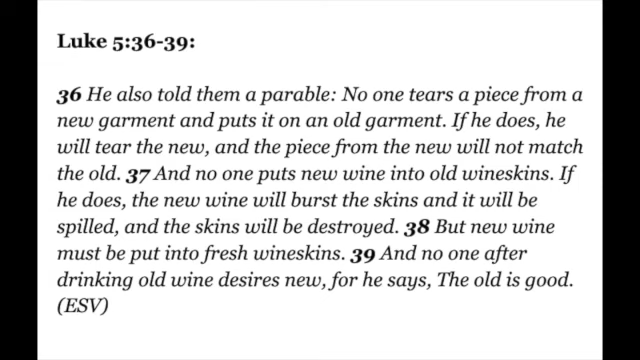 Luke 5:36-39:
36 He also told them a parable: No one tears a piece from a
new garment and puts it on an old garment. If he does, he
will tear the new, and the piece from the new will not match
the old. 37 And no one puts new wine into old wineskins. If
he does, the new wine will burst the skins and it will be
spilled, and the skins will be destroyed. 38 But new wine
must be put into fresh wineskins. 39 And no one after
drinking old wine desires new, for he says, The old is good.
(ESV)